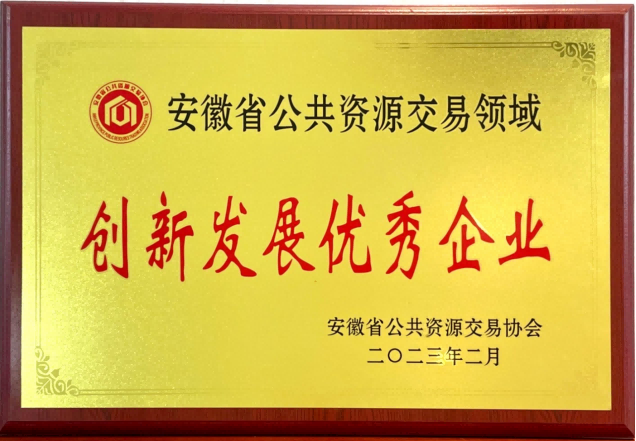 安徽省公共资源交易领域
创新发展优秀企业
安徽省公共资源交易协会
二〇二三年二月